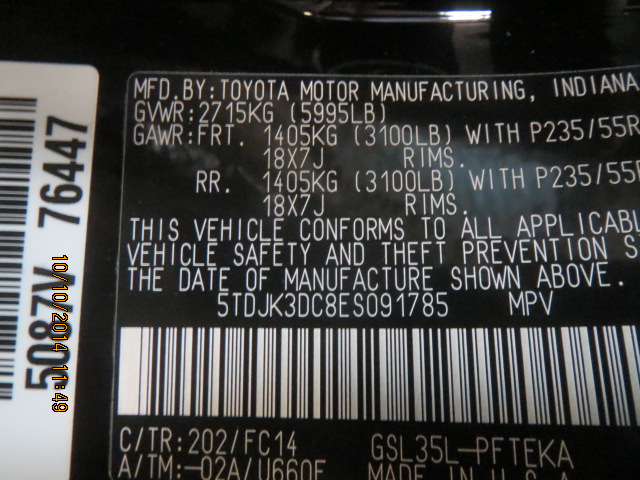 MFD.BY:TOYOTA MOTOR MANUFACTURING, INDIANA
GVWR:2715KG (5995LB)
GAWR:FRT. 1405KG (3100LB) WITH P235/55R
18X7J RIMS.
RR. 1405KG (3100LB) WITH P235/55R
18X7J RIMS.
THIS VEHICLE CONFORMS TO ALL APPLICABL
VEHICLE SAFETY AND THEFT PREVENTION S
THE DATE OF MANUFACTURE SHOWN ABOVE.
5TDJK3DC8ES091785 MPV
C/TR:202/FC14 GSL35L-PFTEKA
A/TM:-02A/U660F MADE IN U.S.A
5087V 76447
10/10/2014 11:49